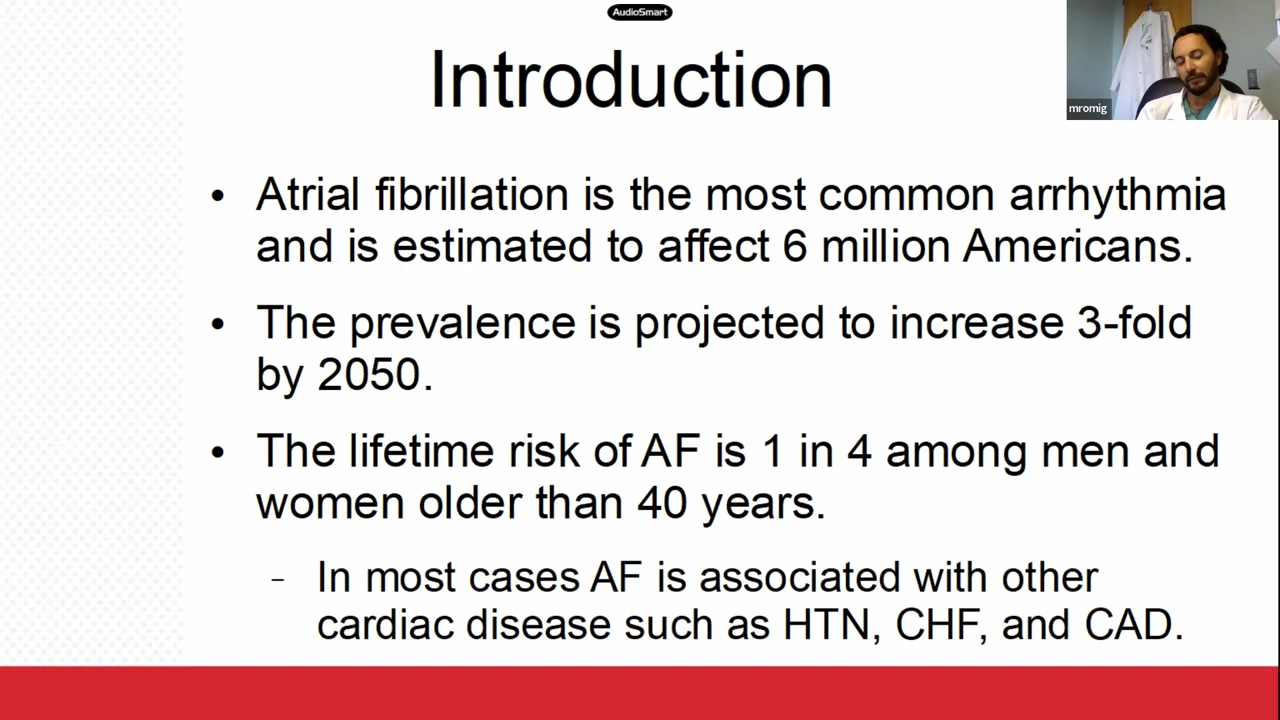 AudioSmart
Introduction
mromig
• Atrial fibrillation is the most common arrhythmia
and is estimated to affect 6 million Americans.
• The prevalence is projected to increase 3-fold
by 2050.
• The lifetime risk of AF is 1 in 4 among men and
women older than 40 years.
– In most cases AF is associated with other
cardiac disease such as HTN, CHF, and CAD.